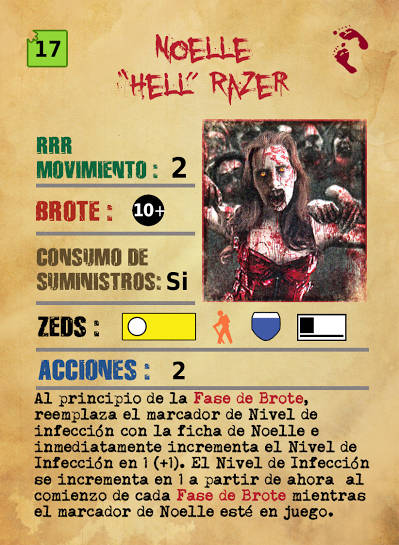 17
NOELLE
"HELL" RAZER
RRR
MOVIMIENTO : 2
BROTE : 10+
CONSUMO DE
SUMINISTROS: Si
ZEDS :
ACCIONES : 2
Al principio de la Fase de Brote,
reemplaza el marcador de Nivel de
infección con la ficha de Noelle e
inmediatamente incrementa el Nivel de
Infección en 1 (+1). El Nivel de Infección
se incrementa en 1 a partir de ahora al
comienzo de cada Fase de Brote mientras
el marcador de Noelle esté en juego.